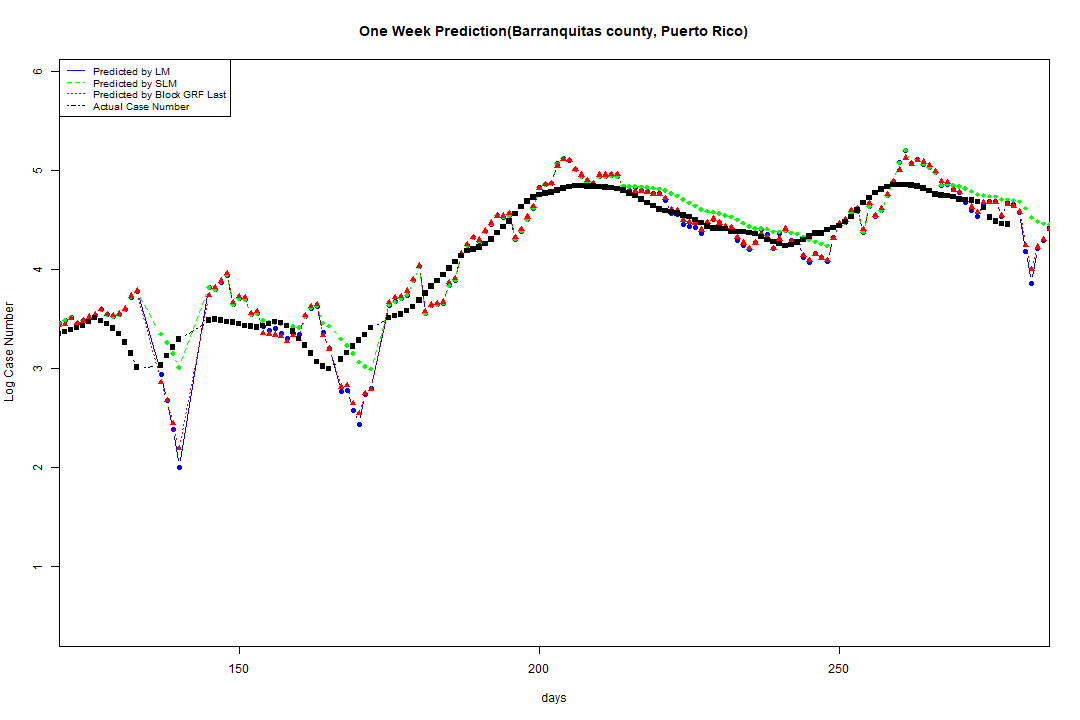 One Week Prediction(Barranquitas county, Puerto Rico)
Predicted by LM
Predicted by SLM
Predicted by Block GRF Last
Actual Case Number
6
5
4
3
2
1
Log Case Number
150
200
250
days